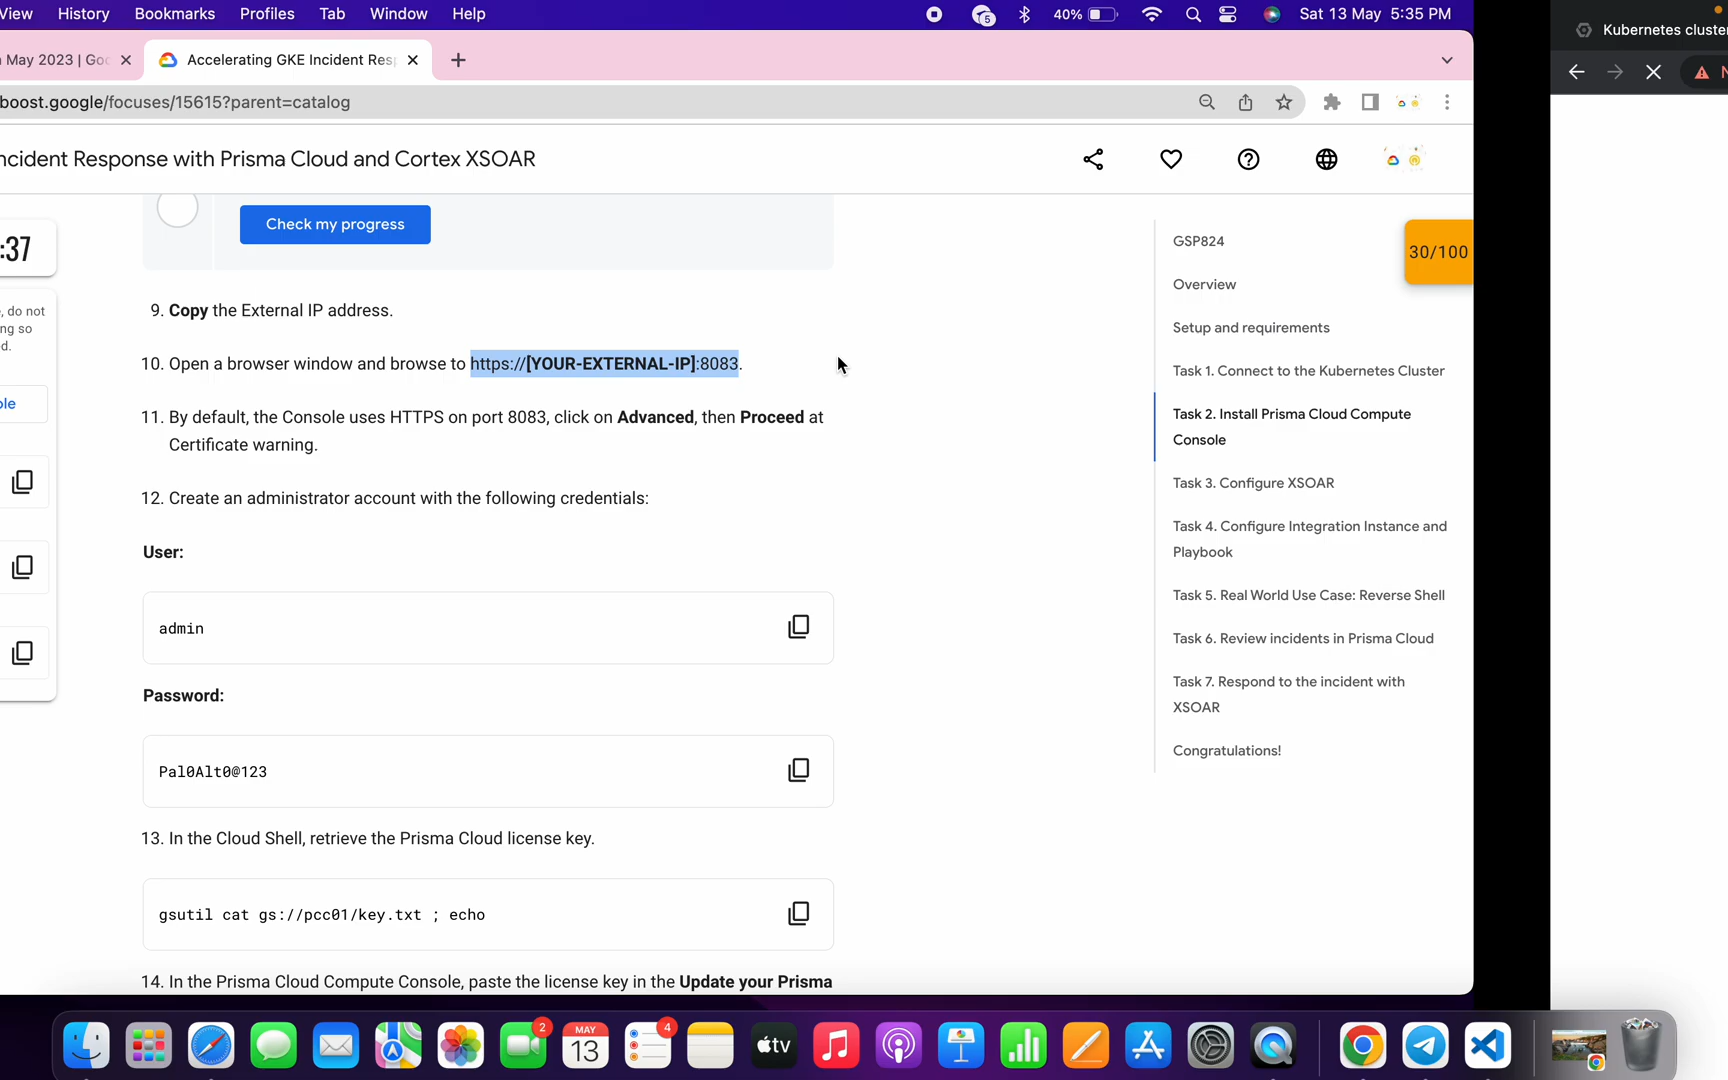 View History Bookmarks Profiles Tab Window Help 5 40% Sat 13 May 5:35 PM
May 2023 | Goo Accelerating GKE Incident Resp
boost.google/focuses/15615?parent=catalog
ncident Response with Prisma Cloud and Cortex XSOAR
:37
, do not
ng so
d.
ble
Check my progress
9. Copy the External IP address.
10. Open a browser window and browse to https://[YOUR-EXTERNAL-IP]:8083.
11. By default, the Console uses HTTPS on port 8083, click on Advanced, then Proceed at
Certificate warning.
12. Create an administrator account with the following credentials:
User:
admin
Password:
Pal0Alt0@123
13. In the Cloud Shell, retrieve the Prisma Cloud license key.
gsutil cat gs://pcc01/key.txt ; echo
14. In the Prisma Cloud Compute Console, paste the license key in the Update your Prisma
GSP824
Overview
Setup and requirements
Task 1. Connect to the Kubernetes Cluster
Task 2. Install Prisma Cloud Compute
Console
Task 3. Configure XSOAR
Task 4. Configure Integration Instance and
Playbook
Task 5. Real World Use Case: Reverse Shell
Task 6. Review incidents in Prisma Cloud
Task 7. Respond to the incident with
XSOAR
Congratulations!
30/100
Kubernetes cluster
N
2
MAY
13
4
tv